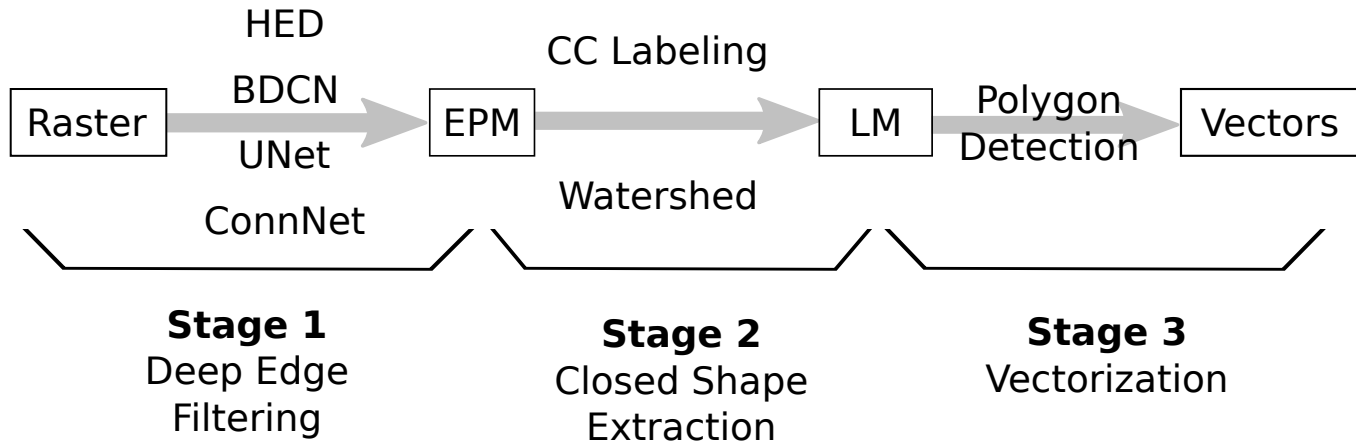 HED
BDCN
UNet
ConnNet
CC Labeling
Watershed
Polygon
Detection
Raster
EPM
LM
Vectors
Stage 1
Deep Edge
Filtering
Stage 2
Closed Shape
Extraction
Stage 3
Vectorization